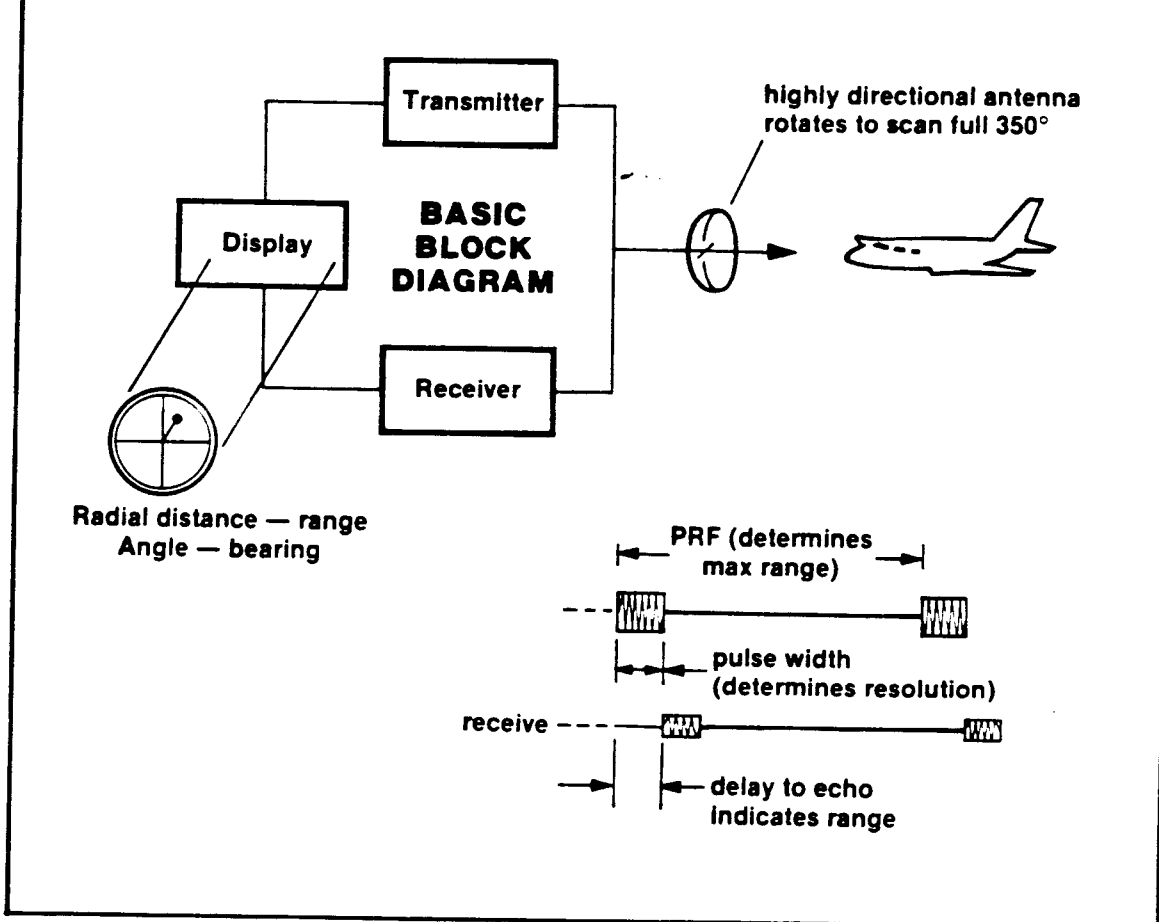 Transmitter
highly directional antenna
rotates to scan full 350°
BASIC
BLOCK
DIAGRAM
Display
Receiver
Radial distance — range
Angle — bearing
PRF (determines
max range)
pulse width
(determines resolution)
receive
delay to echo
indicates range